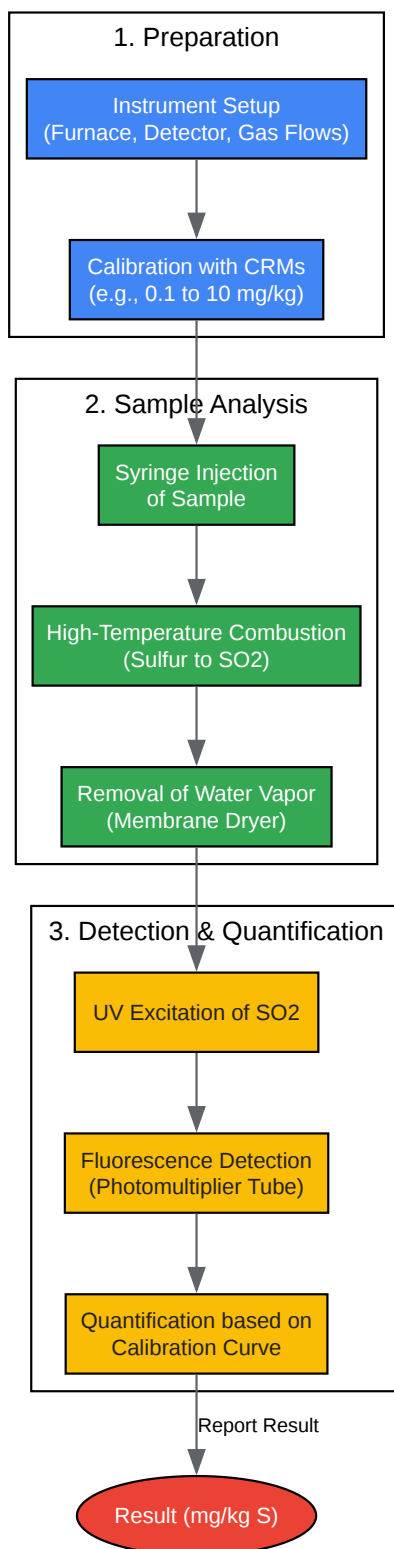 1. Preparation
Instrument Setup
(Furnace, Detector, Gas Flows)
Calibration with CRMs
(e.g., 0.1 to 10 mg/kg)
2. Sample Analysis
Syringe Injection
of Sample
High-Temperature Combustion
(Sulfur to SO2)
Removal of Water Vapor
(Membrane Dryer)
3. Detection & Quantification
UV Excitation of SO2
Fluorescence Detection
(Photomultiplier Tube)
Quantification based on
Calibration Curve
Report Result
Result (mg/kg S)